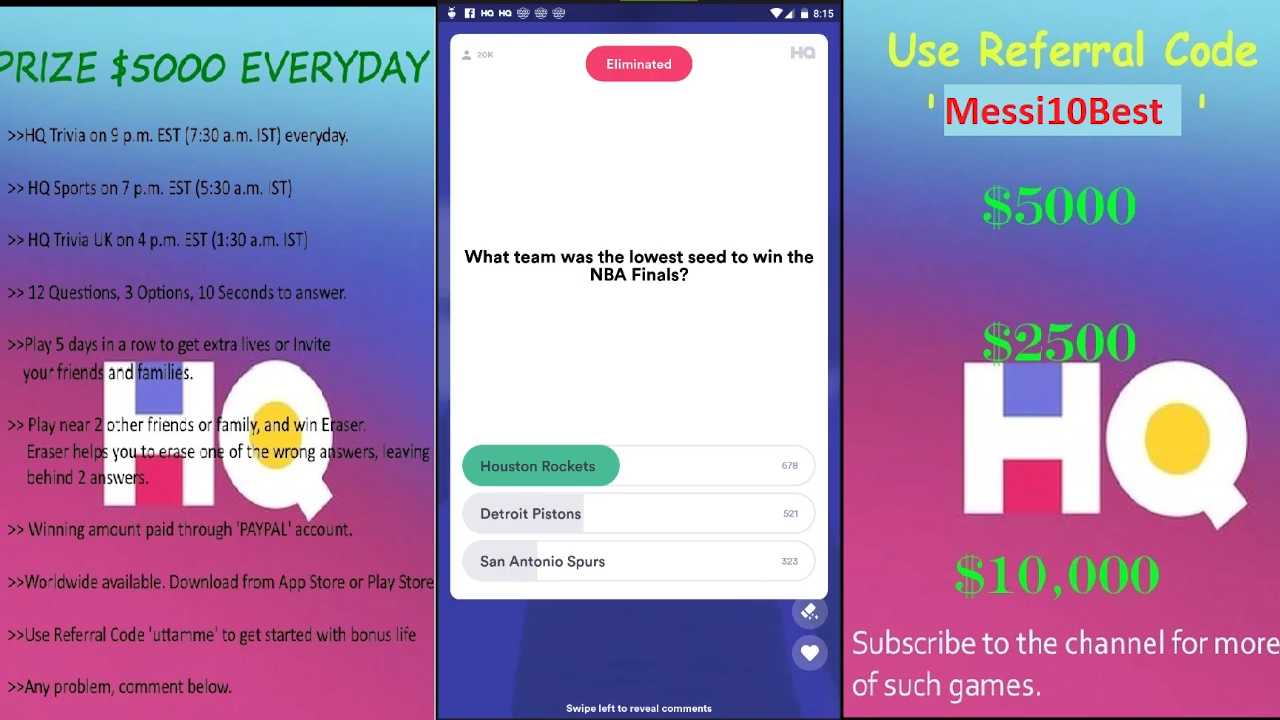 PRIZE $5000 EVERYDAY
>>HQ Trivia on 9 p.m. EST (7:30 a.m. IST) everyday.
>> HQ Sports on 7 p.m. EST (5:30 a.m. IST)
>> HQ Trivia UK on 4 p.m. EST (1:30 a.m. IST)
>> 12 Questions, 3 Options, 10 Seconds to answer.
>>Play 5 days in a row to get extra lives or Invite
your friends and families.
>> Play near 2 other friends or family, and win Eraser.
Eraser helps you to erase one of the wrong answers, leaving
behind 2 answers.
>> Winning amount paid through 'PAYPAL' account.
>>Worldwide available. Download from App Store or Play Store
>>Use Referral Code 'uttamme' to get started with bonus life
>>Any problem, comment below.
HQ
HQ HQ 8:15
20K Eliminated HQ
What team was the lowest seed to win the
NBA Finals?
Houston Rockets 678
Detroit Pistons 521
San Antonio Spurs 323
Swipe left to reveal comments
Use Referral Code
' Messi10Best '
$5000
$2500
HQ
$10,000
Subscribe to the channel for more
of such games.